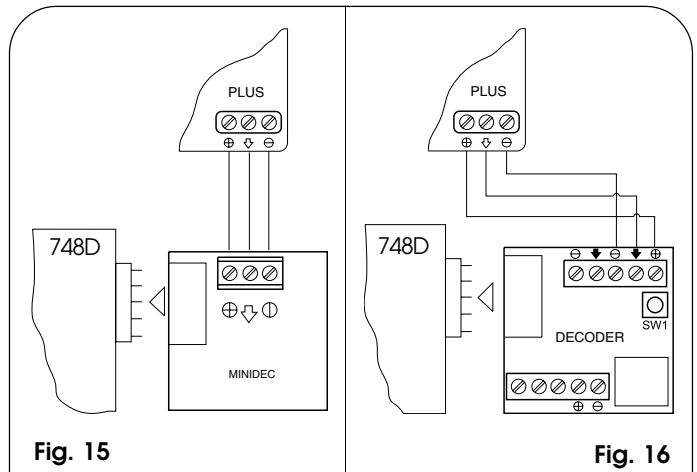 PLUS
748D
MINIDEC
Fig. 15
PLUS
748D
SW1
DECODER
Fig. 16